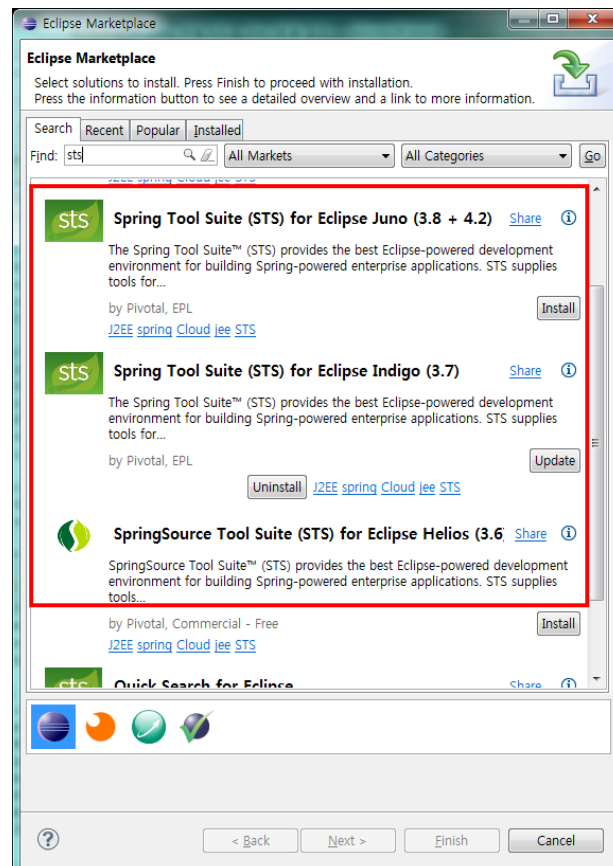 Eclipse Marketplace
Eclipse Marketplace
Select solutions to install. Press Finish to proceed with installation.
Press the information button to see a detailed overview and a link to more information.
Search Recent Popular Installed
Find: sts All Markets All Categories Go
J2EE spring Cloud jee STS
sts Spring Tool Suite (STS) for Eclipse Juno (3.8 + 4.2) Share
The Spring Tool Suite™ (STS) provides the best Eclipse-powered development
environment for building Spring-powered enterprise applications. STS supplies
tools for...
by Pivotal, EPL Install
J2EE spring Cloud jee STS
sts Spring Tool Suite (STS) for Eclipse Indigo (3.7) Share
The Spring Tool Suite™ (STS) provides the best Eclipse-powered development
environment for building Spring-powered enterprise applications. STS supplies
tools for...
by Pivotal, EPL Update
Uninstall J2EE spring Cloud jee STS
SpringSource Tool Suite (STS) for Eclipse Helios (3.6) Share
SpringSource Tool Suite™ (STS) provides the best Eclipse-powered development
environment for building Spring-powered enterprise applications. STS supplies
tools...
by Pivotal, Commercial - Free Install
J2EE spring Cloud jee STS
sts Quick Search for Eclipse Share
? < Back Next > Finish Cancel